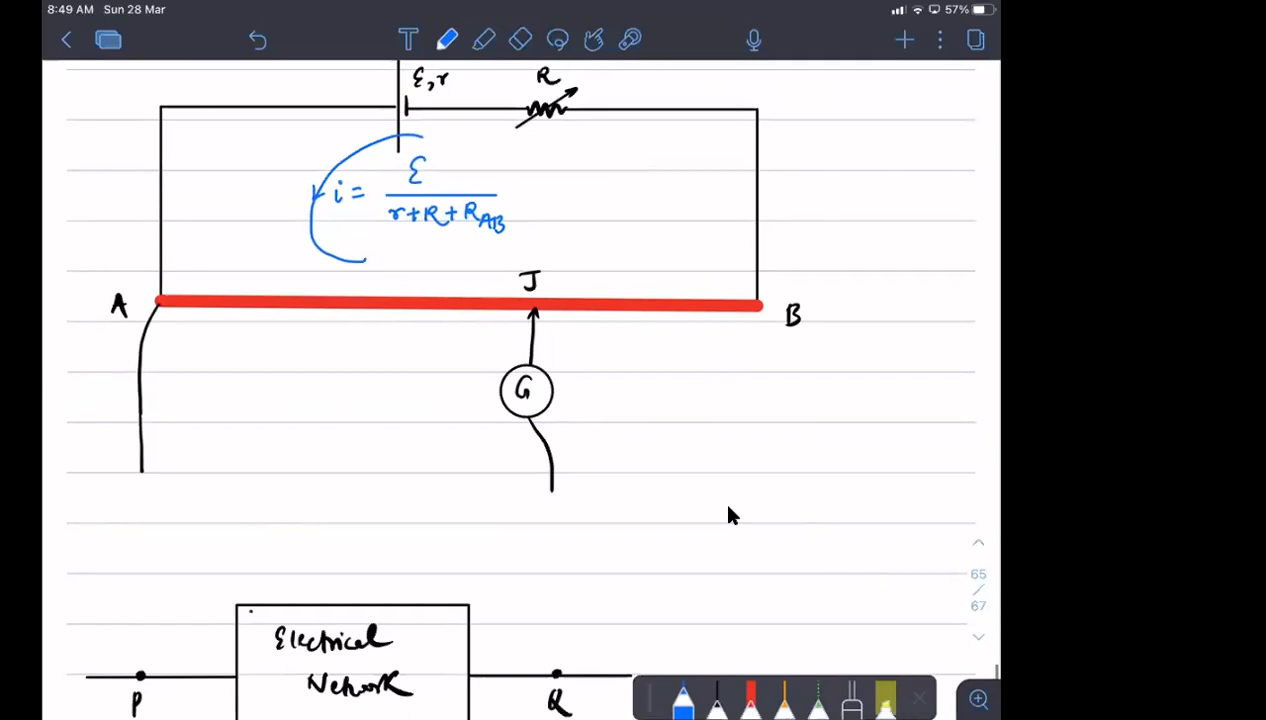 8:49 AM Sun 28 Mar
57%
T
ε, r
R
i = ε / r+R+R_AB
J
A
B
G
65
/
67
Electrical
Network
P
Q